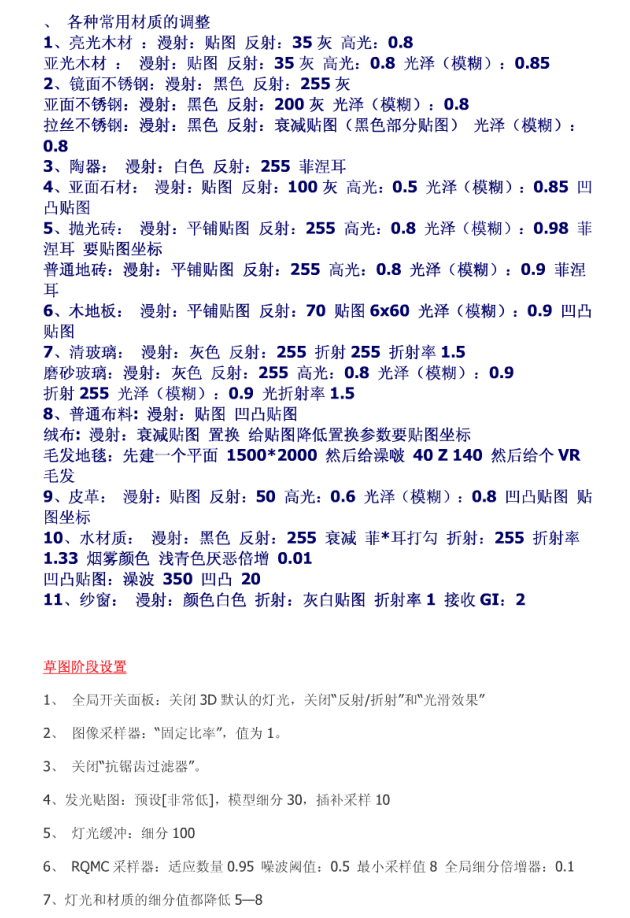 、 各种常用材质的调整
1、亮光木材 ：漫射：贴图 反射：35 灰 高光：0.8
亚光木材 ： 漫射：贴图 反射：35 灰 高光：0.8 光泽（模糊）：0.85
2、镜面不锈钢：漫射：黑色 反射：255 灰
亚面不锈钢：漫射：黑色 反射：200 灰 光泽（模糊）：0.8
拉丝不锈钢：漫射：黑色 反射：衰减贴图（黑色部分贴图） 光泽（模糊）：
0.8
3、陶器： 漫射：白色 反射：255 菲涅耳
4、亚面石材： 漫射：贴图 反射：100 灰 高光：0.5 光泽（模糊）：0.85 凹
凸贴图
5、抛光砖： 漫射：平铺贴图 反射：255 高光：0.8 光泽（模糊）：0.98 菲
涅耳 要贴图坐标
普通地砖：漫射：平铺贴图 反射：255 高光：0.8 光泽（模糊）：0.9 菲涅
耳
6、木地板： 漫射：平铺贴图 反射：70 贴图 6x60 光泽（模糊）：0.9 凹凸
贴图
7、清玻璃： 漫射：灰色 反射：255 折射 255 折射率 1.5
磨砂玻璃：漫射：灰色 反射：255 高光：0.8 光泽（模糊）：0.9
折射 255 光泽（模糊）：0.9 光折射率 1.5
8、普通布料: 漫射：贴图 凹凸贴图
绒布: 漫射：衰减贴图 置换 给贴图降低置换参数要贴图坐标
毛发地毯：先建一个平面 1500*2000 然后给澡啵 40 Z 140 然后给个 VR
毛发
9、皮革： 漫射：贴图 反射：50 高光：0.6 光泽（模糊）：0.8 凹凸贴图 贴
图坐标
10、水材质： 漫射：黑色 反射：255 衰减 菲*耳打勾 折射：255 折射率
1.33 烟雾颜色 浅青色厌恶倍增 0.01
凹凸贴图：澡波 350 凹凸 20
11、纱窗： 漫射：颜色白色 折射：灰白贴图 折射率 1 接收 GI：2
草图阶段设置
1、 全局开关面板：关闭 3D 默认的灯光，关闭“反射/折射”和“光滑效果”
2、 图像采样器：“固定比率”，值为 1。
3、 关闭“抗锯齿过滤器”。
4、发光贴图：预设[非常低]，模型细分 30，插补采样 10
5、 灯光缓冲：细分 100
6、 RQMC 采样器：适应数量 0.95 噪波阈值：0.5 最小采样值 8 全局细分倍增器：0.1
7、灯光和材质的细分值都降低 5—8